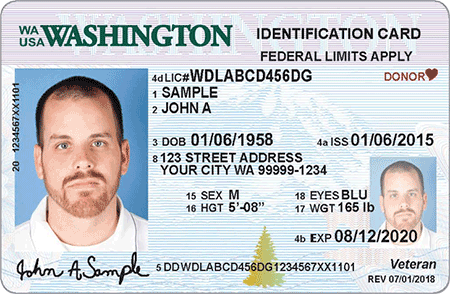 WA USA WASHINGTON IDENTIFICATION CARD
FEDERAL LIMITS APPLY
4d LIC# WDLABCD456DG DONOR
1 SAMPLE
2 JOHN A
3 DOB 01/06/1958 4a ISS 01/06/2015
8 123 STREET ADDRESS
YOUR CITY WA 99999-1234
15 SEX M 18 EYES BLU
16 HGT 5'-08" 17 WGT 165 lb
4b EXP 08/12/2020
20 1234567XX1101
John A Sample
5 DD WDLABCD456DG1234567XX1101 Veteran
REV 07/01/2018